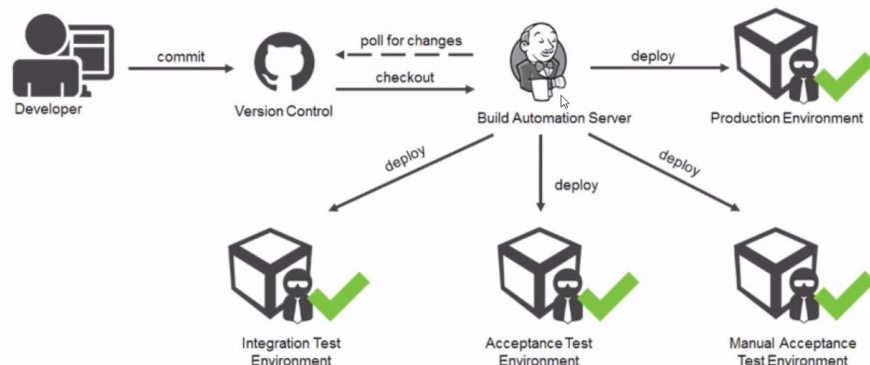 commit
poll for changes
checkout
deploy
Developer
Version Control
Build Automation Server
Production Environment
deploy
deploy
deploy
Integration Test
Environment
Acceptance Test
Environment
Manual Acceptance
Test Environment